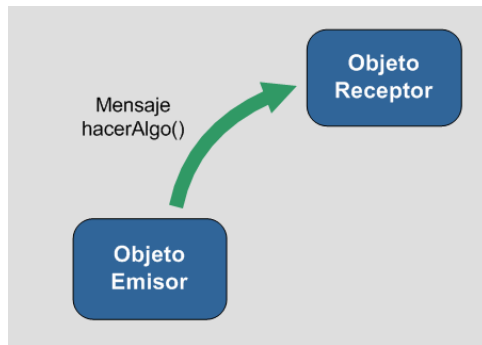 Objeto
Receptor
Mensaje
hacerAlgo()
Objeto
Emisor